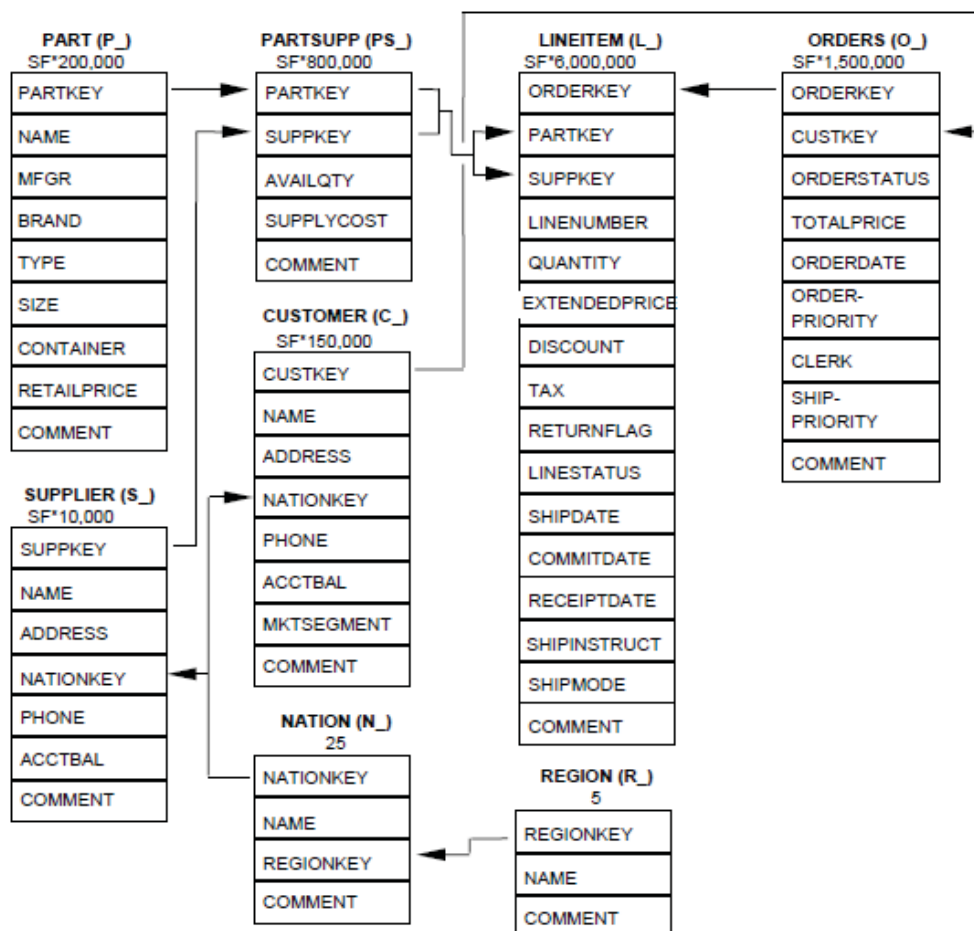 PART (P_)
SF*200,000
PARTKEY
NAME
MFGR
BRAND
TYPE
SIZE
CONTAINER
RETAILPRICE
COMMENT
SUPPLIER (S_)
SF*10,000
SUPPKEY
NAME
ADDRESS
NATIONKEY
PHONE
ACCTBAL
COMMENT
PARTSUPP (PS_)
SF*800,000
PARTKEY
SUPPKEY
AVAILQTY
SUPPLYCOST
COMMENT
CUSTOMER (C_)
SF*150,000
CUSTKEY
NAME
ADDRESS
NATIONKEY
PHONE
ACCTBAL
MKTSEGMENT
COMMENT
NATION (N_)
25
NATIONKEY
NAME
REGIONKEY
COMMENT
LINEITEM (L_)
SF*6,000,000
ORDERKEY
PARTKEY
SUPPKEY
LINENUMBER
QUANTITY
EXTENDEDPRICE
DISCOUNT
TAX
RETURNFLAG
LINESTATUS
SHIPDATE
COMMITDATE
RECEIPTDATE
SHIPINSTRUCT
SHIPMODE
COMMENT
REGION (R_)
5
REGIONKEY
NAME
COMMENT
ORDERS (O_)
SF*1,500,000
ORDERKEY
CUSTKEY
ORDERSTATUS
TOTALPRICE
ORDERDATE
ORDER-
PRIORITY
CLERK
SHIP-
PRIORITY
COMMENT